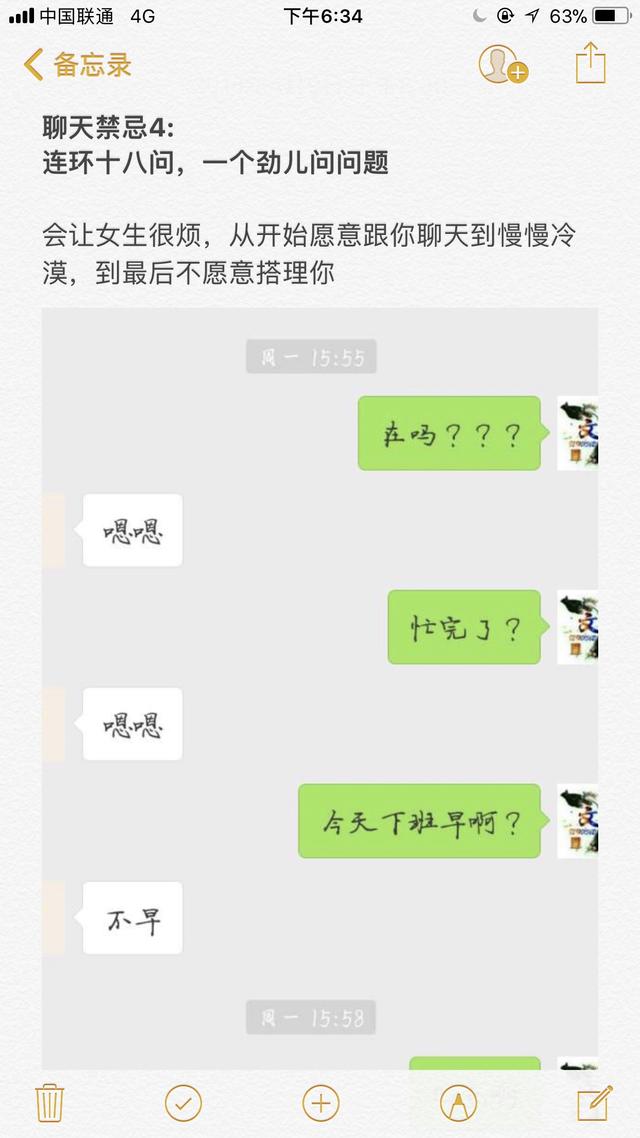 中国联通 4G 下午6:34 63%
备忘录
聊天禁忌4:
连环十八问，一个劲儿问问题
会让女生很烦，从开始愿意跟你聊天到慢慢冷
漠，到最后不愿意搭理你
周一 15:55
在吗？？？
嗯嗯
忙完了？
嗯嗯
今天下班早啊？
不早
周一 15:58